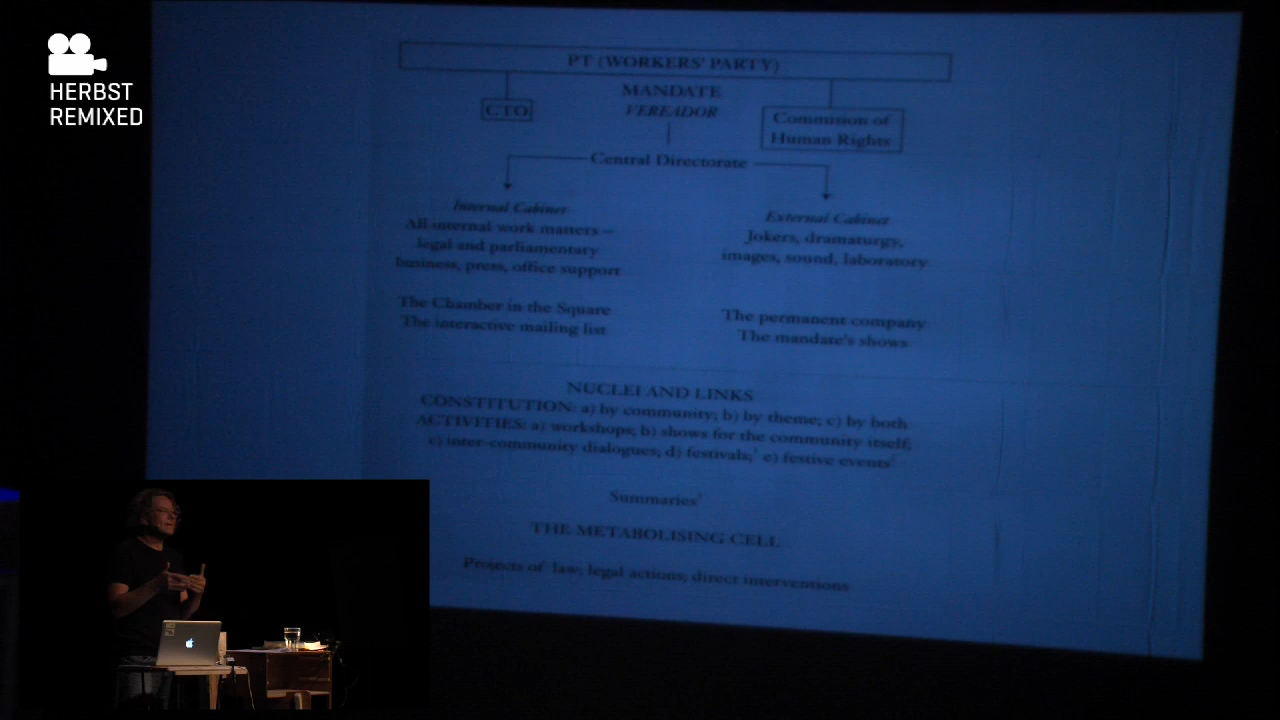 HERBST
REMIXED
PT (WORKERS' PARTY)
MANDATE
CTO
VEREADOR
Commision of
Human Rights
Central Directorate
Internal Cabinet
All internal work matters –
legal and parliamentary
business, press, office support
External Cabinet
Jokers, dramaturgy,
images, sound, laboratory
The Chamber in the Square
The interactive mailing list
The permanent company
The mandate's shows
NUCLEI AND LINKS
CONSTITUTION: a) by community; b) by theme; c) by both
ACTIVITIES: a) workshops; b) shows for the community itself;
c) inter-community dialogues; d) festivals;¹ e) festive events²
Summaries³
THE METABOLISING CELL
Projects of law; legal actions; direct interventions